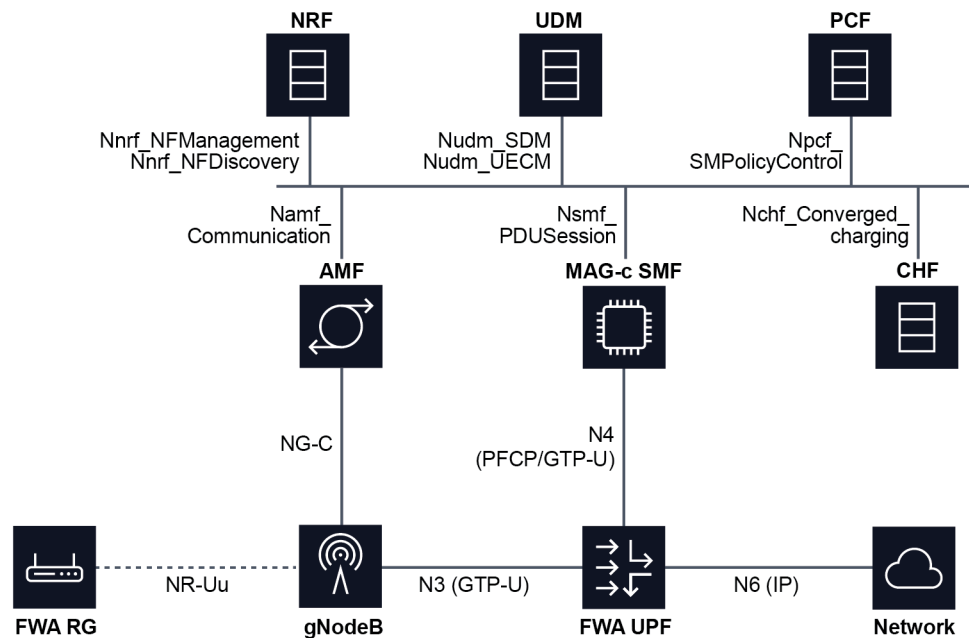 NRF
UDM
PCF
Nnrf_NFManagement
Nnrf_NFDiscovery
Nudm_SDM
Nudm_UECM
Npcf_
SMPolicyControl
Namf_
Communication
Nsmf_
PDUSession
Nchf_Converged_
charging
AMF
MAG-c SMF
CHF
NG-C
N4
(PFCP/GTP-U)
NR-Uu
N3 (GTP-U)
N6 (IP)
FWA RG
gNodeB
FWA UPF
Network